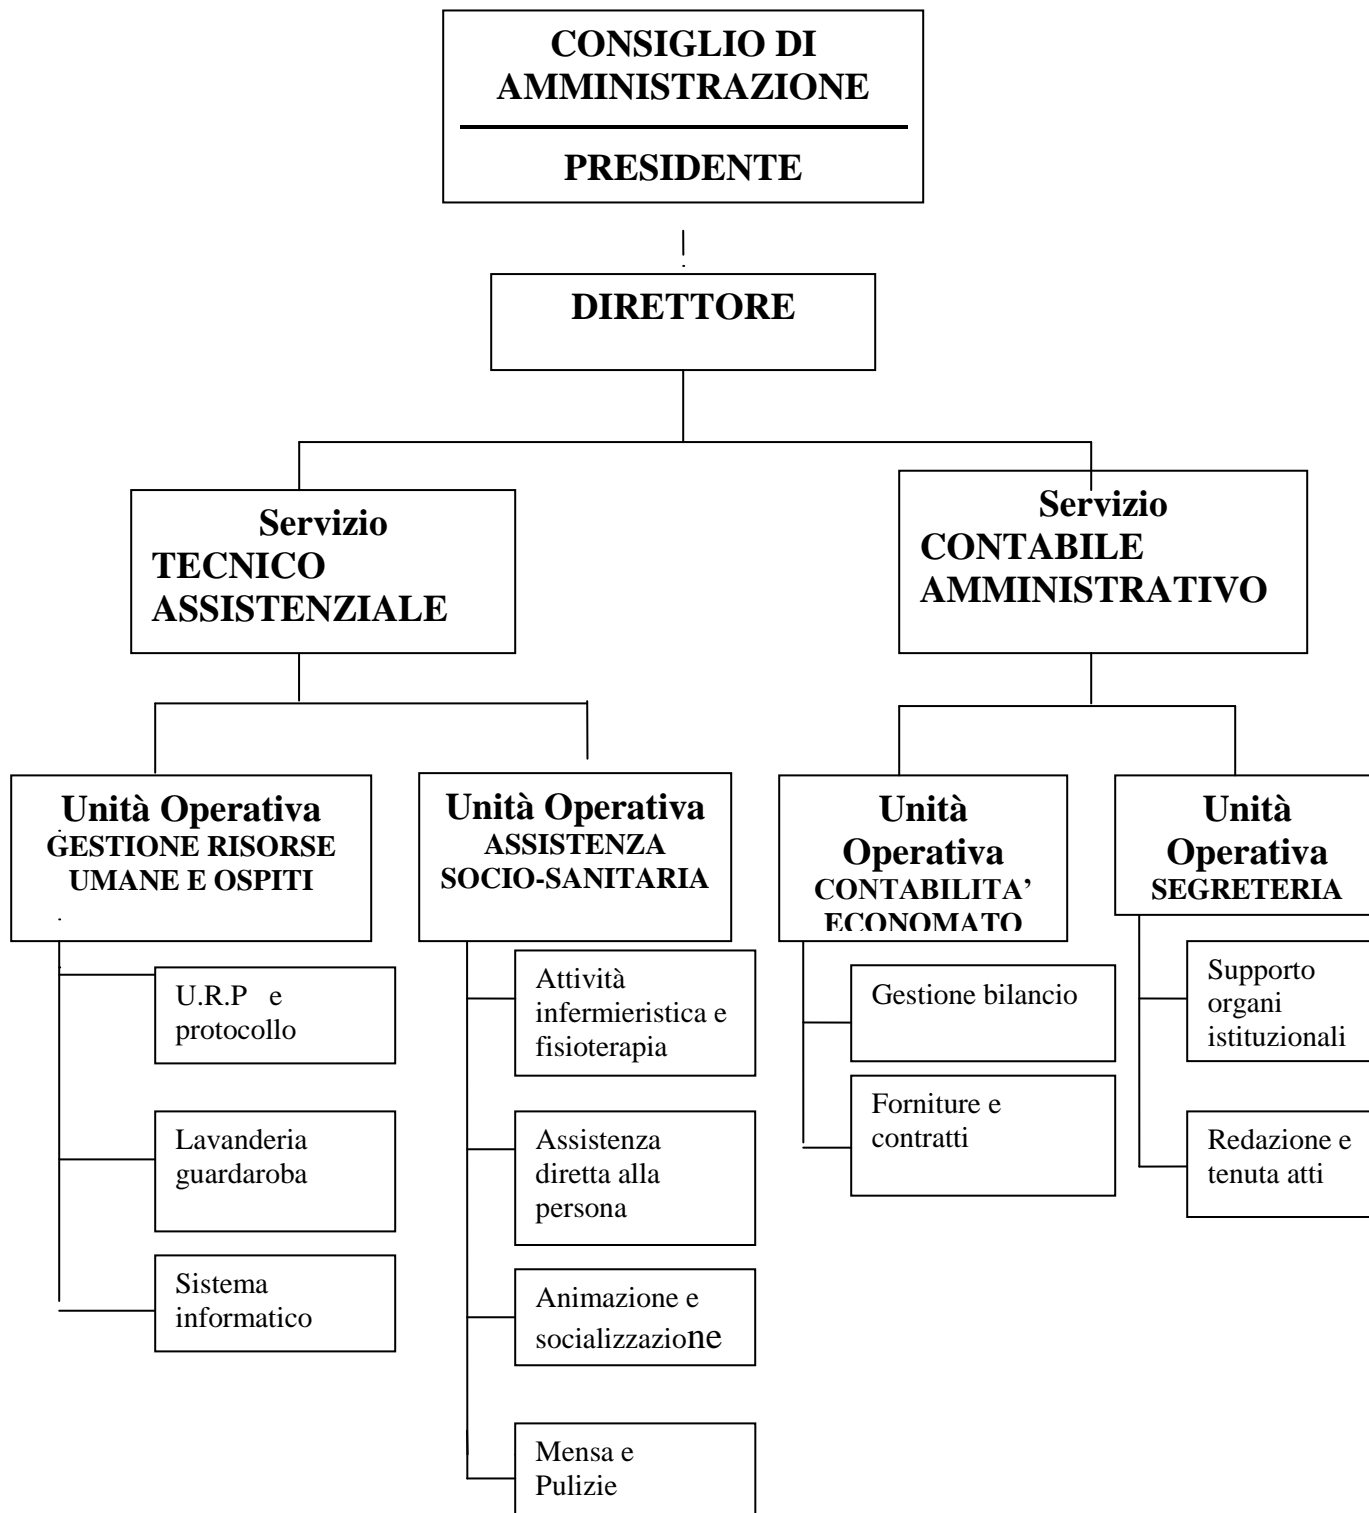 CONSIGLIO DI
AMMINISTRAZIONE
PRESIDENTE
DIRETTORE
Servizio
TECNICO
ASSISTENZIALE
Servizio
CONTABILE
AMMINISTRATIVO
Unità Operativa
GESTIONE RISORSE
UMANE E OSPITI
Unità Operativa
ASSISTENZA
SOCIO-SANITARIA
Unità
Operativa
CONTABILITA’
ECONOMATO
Unità
Operativa
SEGRETERIA
U.R.P e
protocollo
Lavanderia
guardaroba
Sistema
informatico
Attività
infermieristica e
fisioterapia
Assistenza
diretta alla
persona
Animazione e
socializzazione
Mensa e
Pulizie
Gestione bilancio
Forniture e
contratti
Supporto
organi
istituzionali
Redazione e
tenuta atti